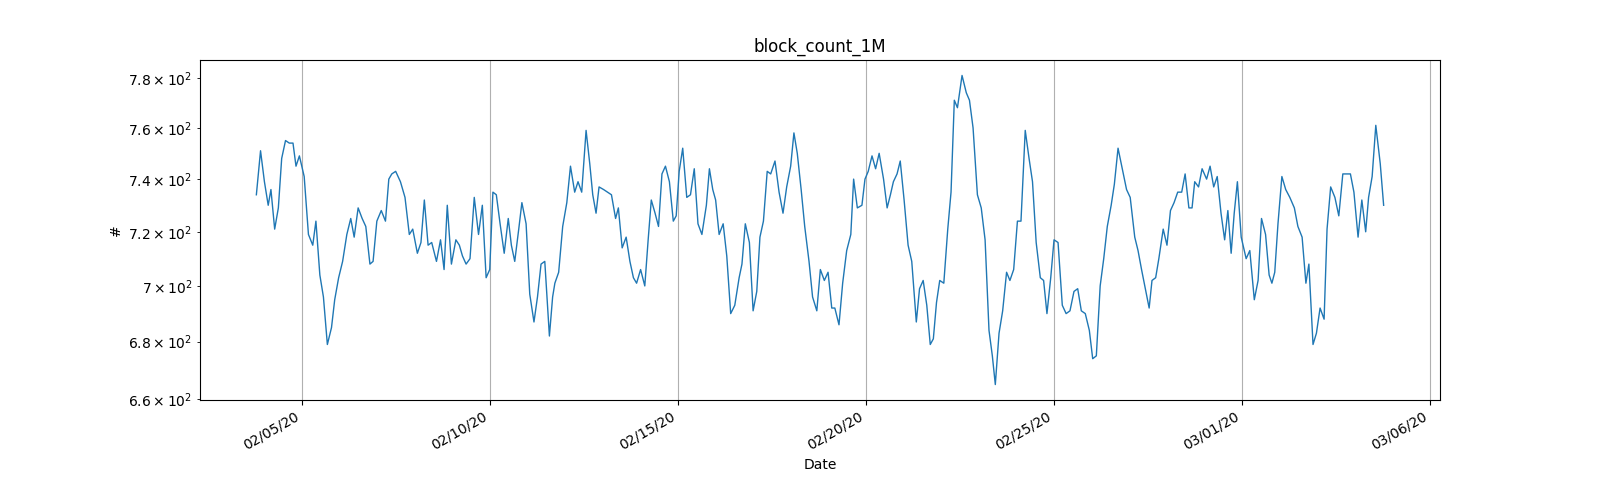 block_count_1M
7.8 × 10²
7.6 × 10²
7.4 × 10²
7.2 × 10²
7 × 10²
6.8 × 10²
6.6 × 10²
#
02/05/20
02/10/20
02/15/20
02/20/20
02/25/20
03/01/20
03/06/20
Date